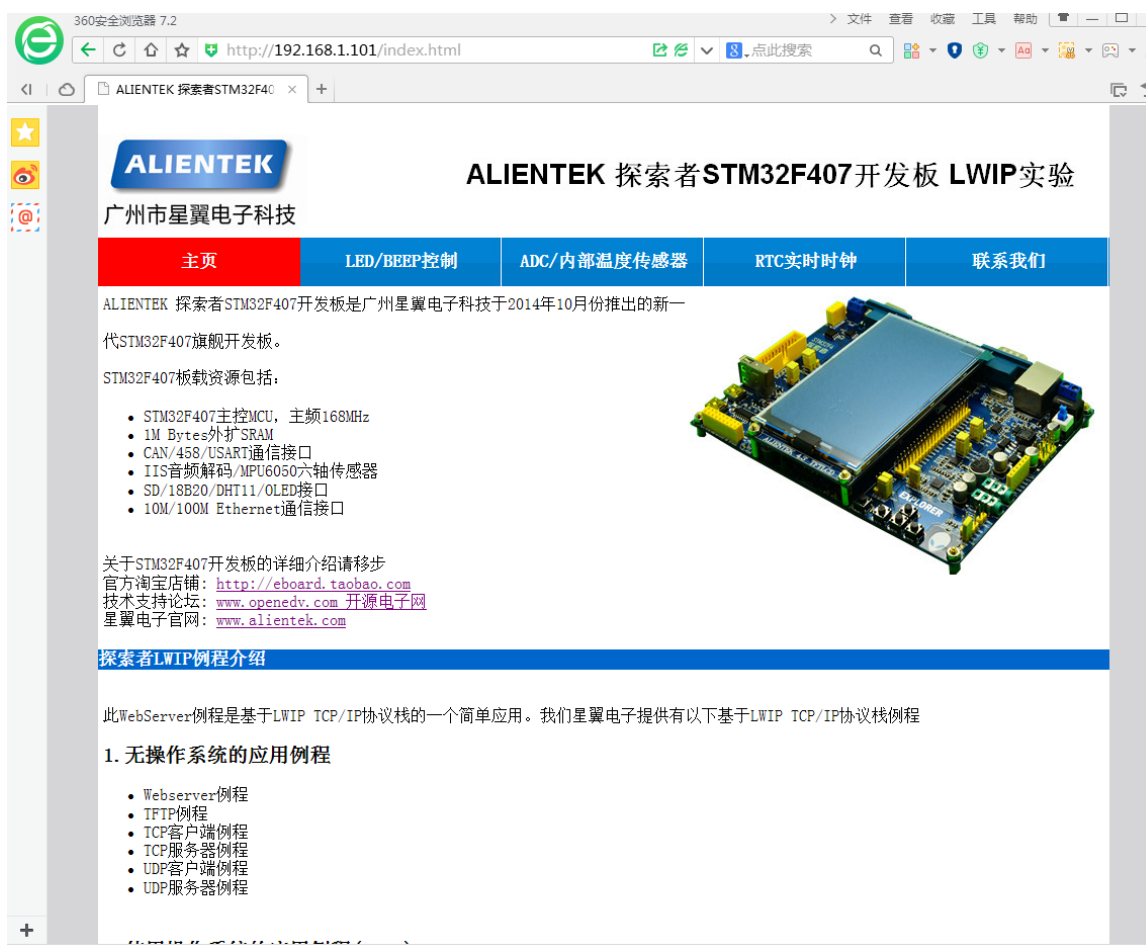 360安全浏览器 7.2
文件 查看 收藏 工具 帮助
http://192.168.1.101/index.html
点此搜索
ALIENTEK 探索者STM32F40
ALIENTEK
广州市星翼电子科技
ALIENTEK 探索者STM32F407开发板 LWIP实验
主页 LED/BEEP控制 ADC/内部温度传感器 RTC实时时钟 联系我们
ALIENTEK 探索者STM32F407开发板是广州星翼电子科技于2014年10月份推出的新一
代STM32F407旗舰开发板。
STM32F407板载资源包括：
STM32F407主控MCU，主频168MHz
1M Bytes外扩SRAM
CAN/458/USART通信接口
IIS音频解码/MPU6050六轴传感器
SD/18B20/DHT11/OLED接口
10M/100M Ethernet通信接口
EXPLORER
关于STM32F407开发板的详细介绍请移步
官方淘宝店铺：http://eboard.taobao.com
技术支持论坛：www.openedv.com 开源电子网
星翼电子官网：www.alientek.com
探索者LWIP例程介绍
此WebServer例程是基于LWIP TCP/IP协议栈的一个简单应用。我们星翼电子提供有以下基于LWIP TCP/IP协议栈例程
1.无操作系统的应用例程
Webserver例程
TFTP例程
TCP客户端例程
TCP服务器例程
UDP客户端例程
UDP服务器例程